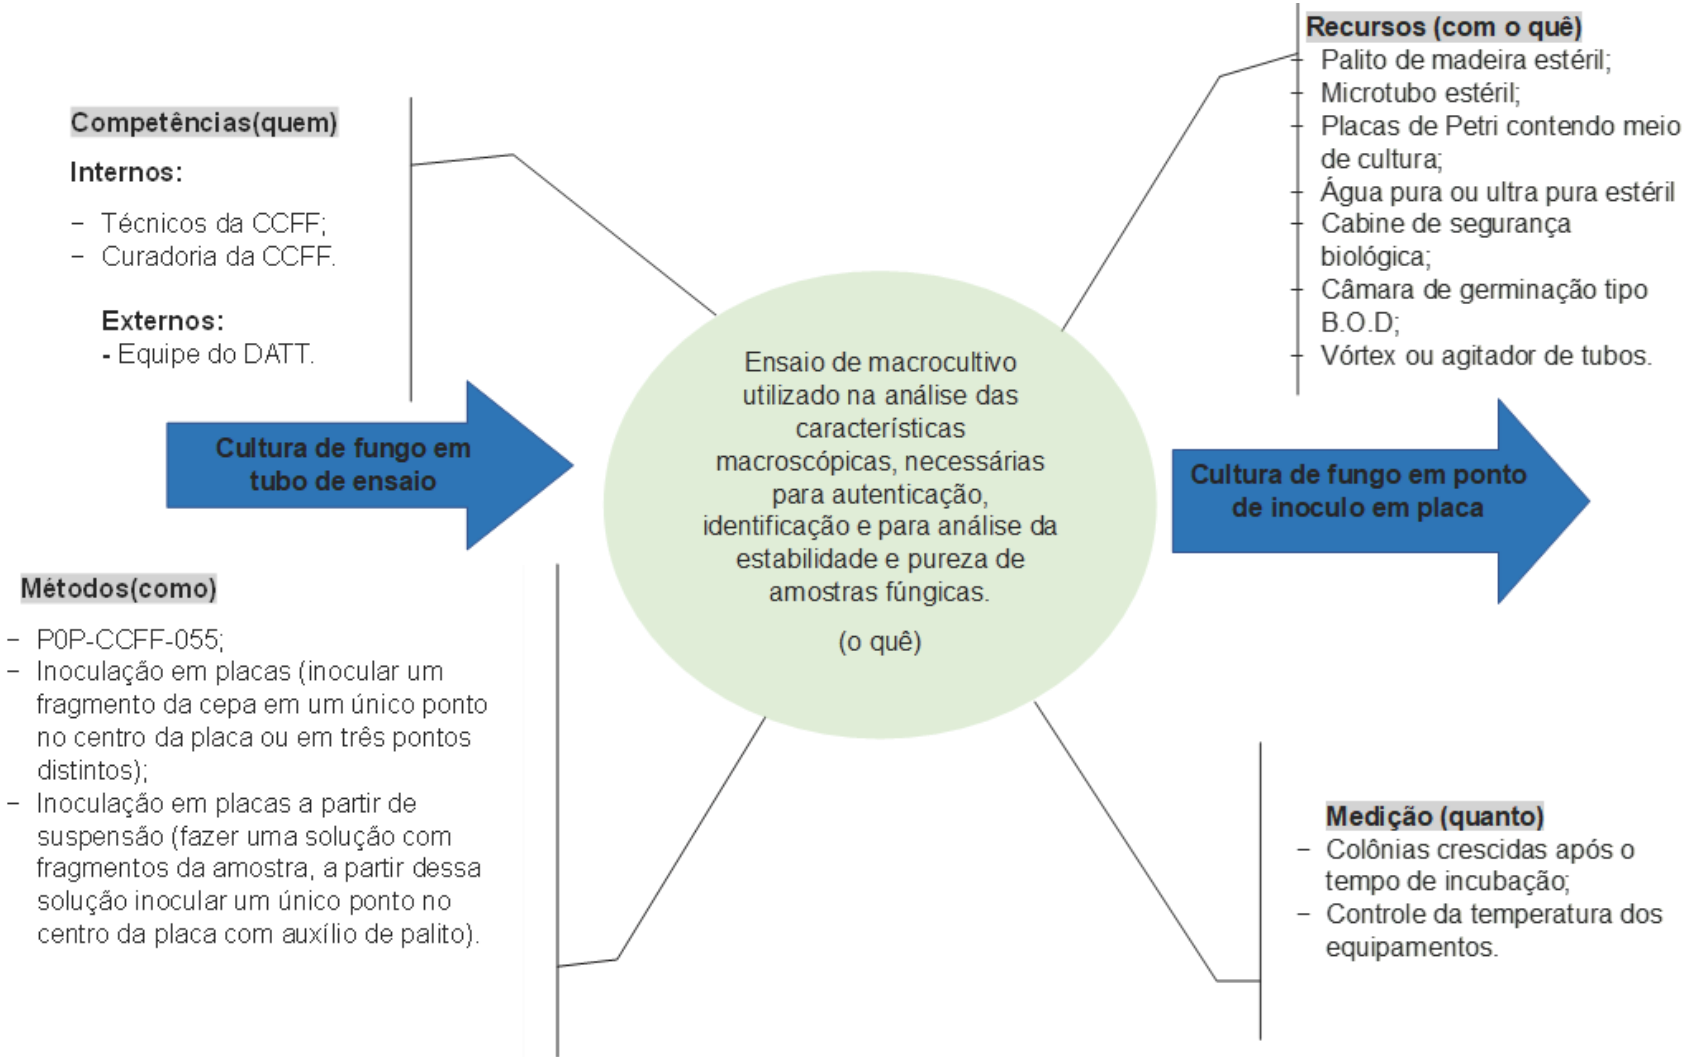 Competências(quem)
Internos:
– Técnicos da CCFF;
– Curadoria da CCFF.
Externos:
- Equipe do DATT.
Recursos (com o quê)
– Palito de madeira estéril;
– Microtubo estéril;
– Placas de Petri contendo meio
de cultura;
– Água pura ou ultra pura estéril
– Cabine de segurança
biológica;
– Câmara de germinação tipo
B.O.D;
– Vórtex ou agitador de tubos.
Cultura de fungo em
tubo de ensaio
Ensaio de macrocultivo
utilizado na análise das
características
macroscópicas, necessárias
para autenticação,
identificação e para análise da
estabilidade e pureza de
amostras fúngicas.
(o quê)
Cultura de fungo em ponto
de inoculo em placa
Métodos(como)
– P0P-CCFF-055;
– Inoculação em placas (inocular um
fragmento da cepa em um único ponto
no centro da placa ou em três pontos
distintos);
– Inoculação em placas a partir de
suspensão (fazer uma solução com
fragmentos da amostra, a partir dessa
solução inocular um único ponto no
centro da placa com auxílio de palito).
Medição (quanto)
– Colônias crescidas após o
tempo de incubação;
– Controle da temperatura dos
equipamentos.